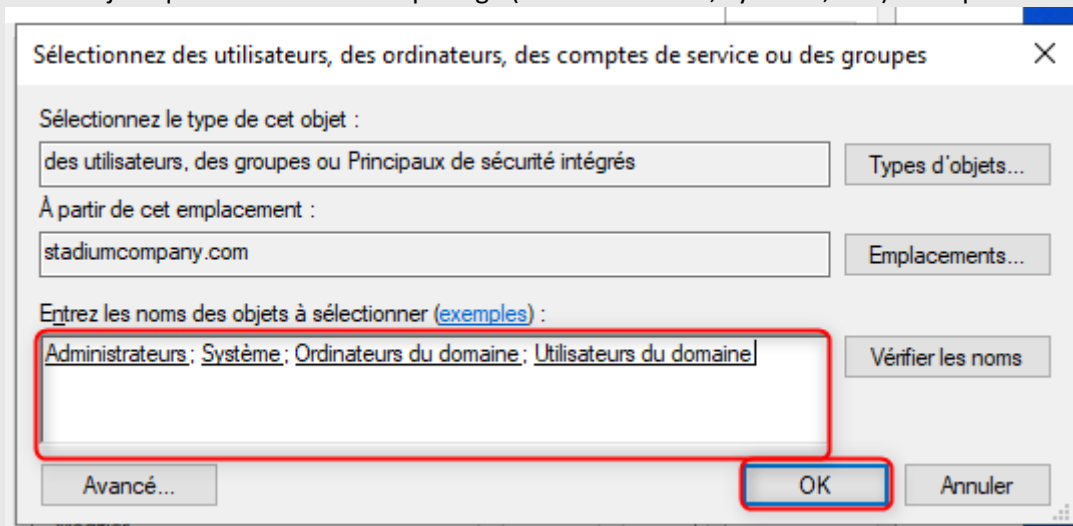 Sélectionnez des utilisateurs, des ordinateurs, des comptes de service ou des groupes
Sélectionnez le type de cet objet :
des utilisateurs, des groupes ou Principaux de sécurité intégrés
Types d'objets...
À partir de cet emplacement :
stadiumcompany.com
Emplacements...
Entrez les noms des objets à sélectionner (exemples) :
Administrateurs; Système; Ordinateurs du domaine; Utilisateurs du domaine
Vérifier les noms
Avancé...
OK
Annuler